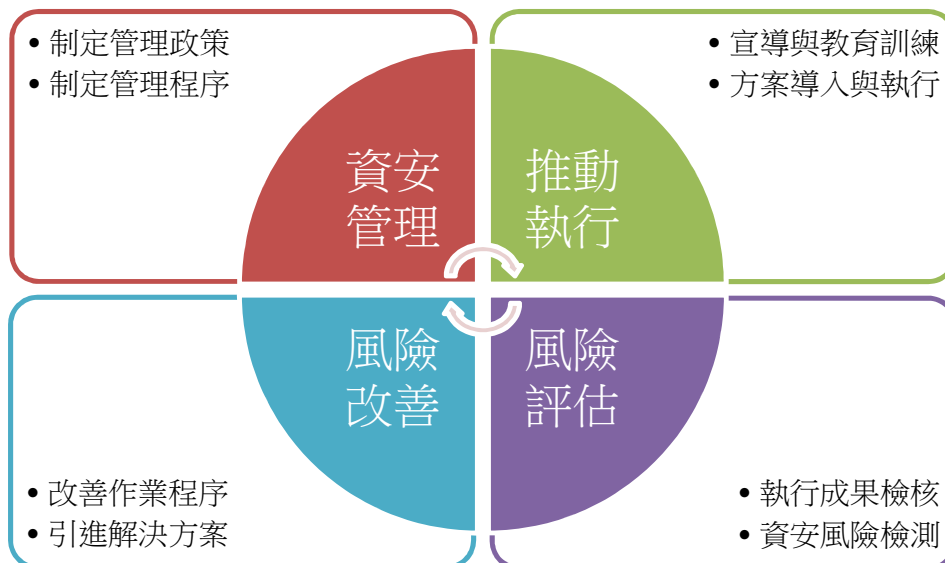 • 制定管理政策
• 制定管理程序
• 宣導與教育訓練
• 方案導入與執行
資安
管理
推動
執行
風險
改善
風險
評估
• 改善作業程序
• 引進解決方案
• 執行成果檢核
• 資安風險檢測